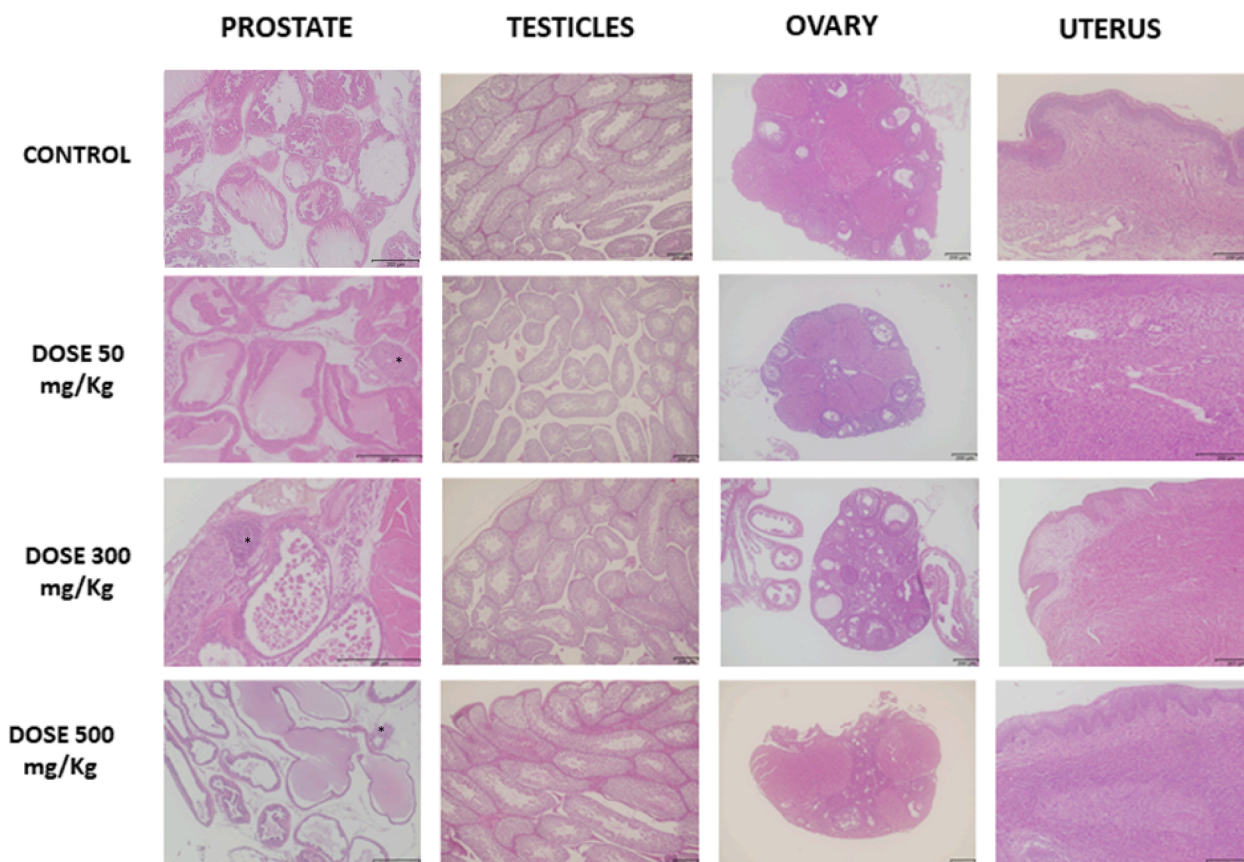 PROSTATE TESTICLES OVARY UTERUS
CONTROL
DOSE 50
mg/Kg
*
DOSE 300
mg/Kg
*
DOSE 500
mg/Kg
*